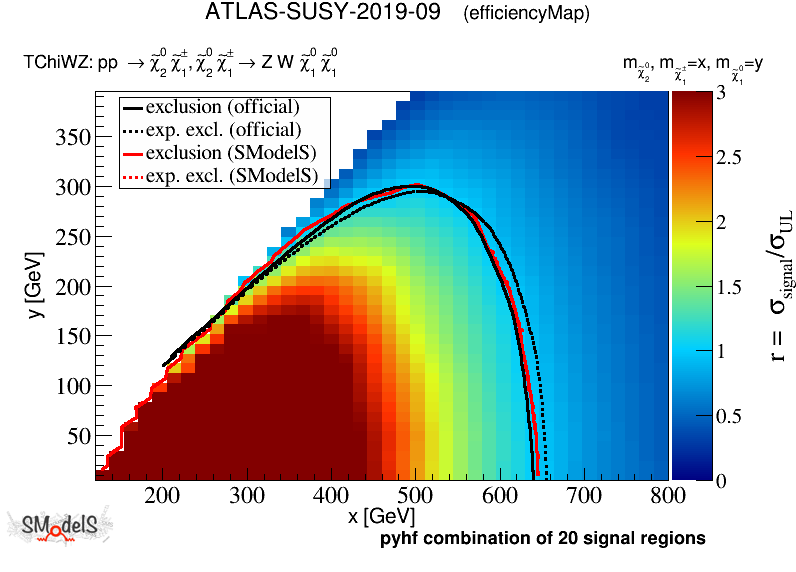 ATLAS-SUSY-2019-09 (efficiencyMap)
TChiWZ: pp → χ̃⁰₂ χ̃±₁, χ̃⁰₂ χ̃±₁ → Z W χ̃⁰₁ χ̃⁰₁
m_χ̃⁰₂, m_χ̃±₁=x, m_χ̃⁰₁=y
exclusion (official)
exp. excl. (official)
exclusion (SModelS)
exp. excl. (SModelS)
350
300
250
200
150
100
50
y [GeV]
200 300 400 500 600 700 800
x [GeV]
3
2.5
2
1.5
1
0.5
0
r = σsignal/σUL
SModelS
pyhf combination of 20 signal regions